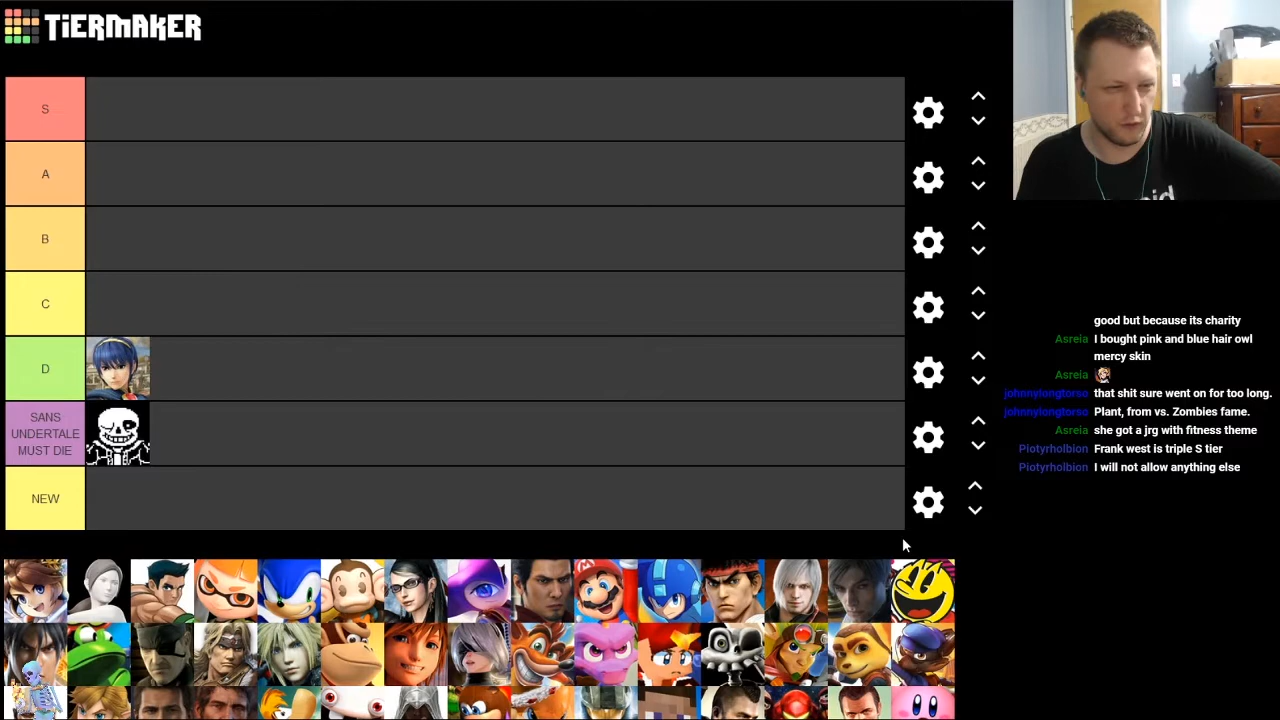 TIERMAKER
S
A
B
C
D
SANS
UNDERTALE
MUST DIE
NEW
good but because its charity
Asreia I bought pink and blue hair owl
mercy skin
Asreia
johnnylongtorso that shit sure went on for too long.
johnnylongtorso Plant, from vs. Zombies fame.
Asreia she got a jrg with fitness theme
Piotyrholbion Frank west is triple S tier
Piotyrholbion I will not allow anything else